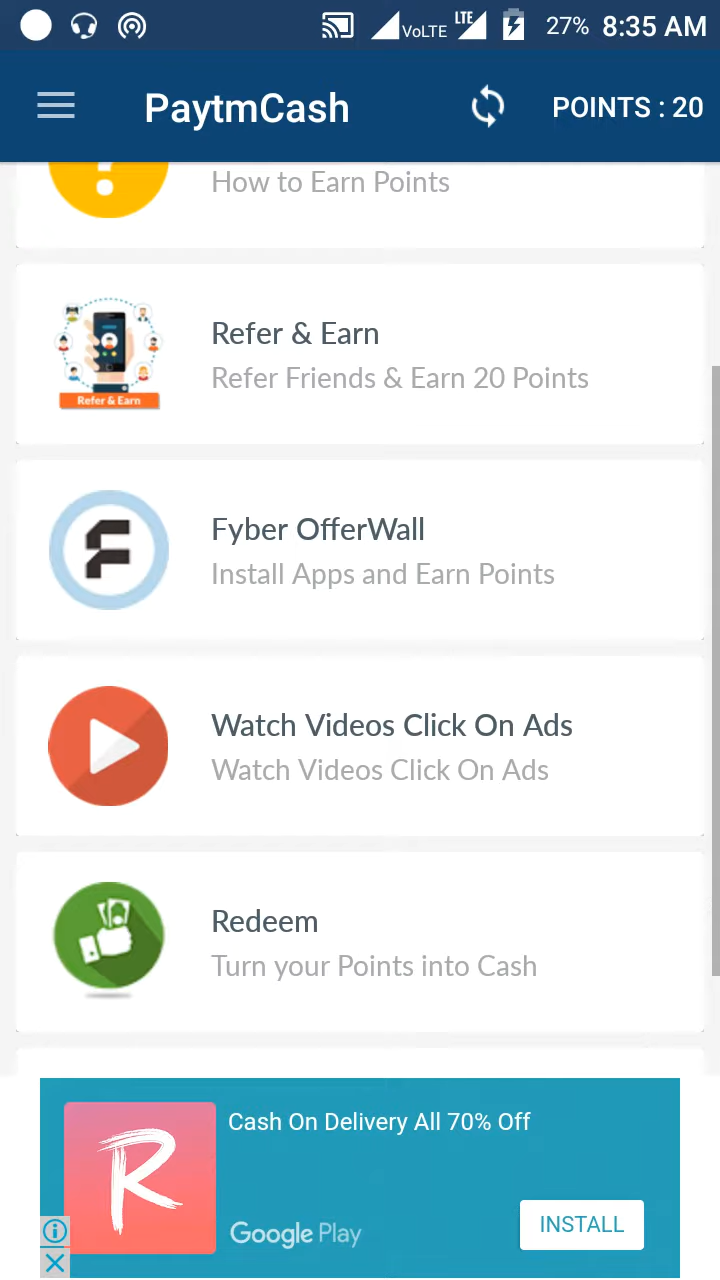 VoLTE LTE 27% 8:35 AM
PaytmCash POINTS : 20
How to Earn Points
Refer & Earn
Refer Friends & Earn 20 Points
Refer & Earn
Fyber OfferWall
Install Apps and Earn Points
Watch Videos Click On Ads
Watch Videos Click On Ads
Redeem
Turn your Points into Cash
Cash On Delivery All 70% Off
R
Google Play
INSTALL